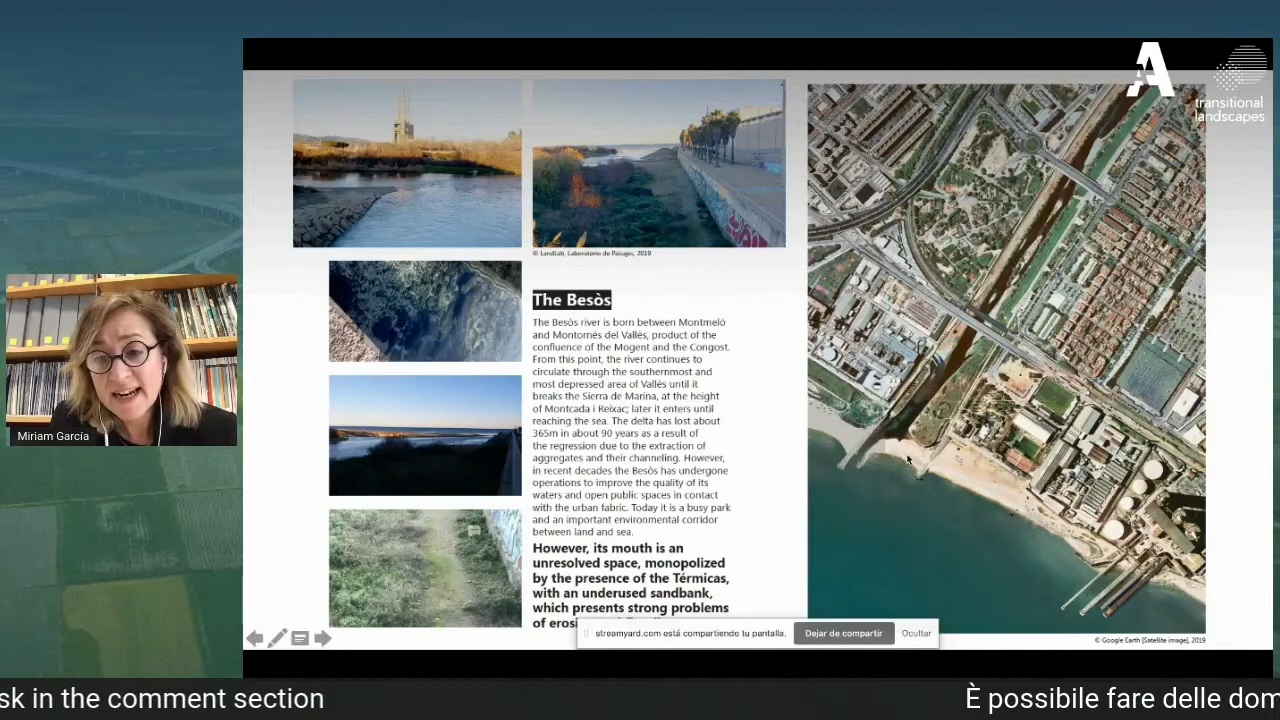 A
transitional
landscapes
© LandLab, Laboratorio de Paisajes, 2019
The Besòs
The Besòs river is born between Montmeló
and Montornés del Vallès, product of the
confluence of the Mogent and the Congost.
From this point, the river continues to
circulate through the southernmost and
most depressed area of Vallès until it
breaks the Sierra de Marina, at the height
of Montcada i Reixac; later it enters until
reaching the sea. The delta has lost about
365m in about 90 years as a result of
the regression due to the extraction of
aggregates and their channeling. However,
in recent decades the Besòs has undergone
operations to improve the quality of its
waters and open public spaces in contact
with the urban fabric. Today it is a busy park
and an important environmental corridor
between land and sea.
However, its mouth is an
unresolved space, monopolized
by the presence of the Térmicas,
with an underused sandbank,
which presents strong problems
of erosi
streamyard.com está compartiendo tu pantalla.
Dejar de compartir
Ocultar
© Google Earth [Satellite image], 2019
Miriam García
sk in the comment section
È possibile fare delle dom